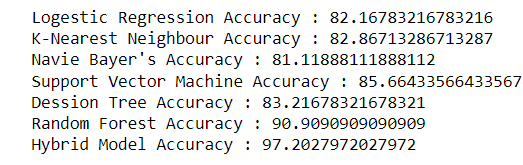 Logestic Regression Accuracy : 82.16783216783216
K-Nearest Neighbour Accuracy : 82.86713286713287
Navie Bayer's Accuracy : 81.11888111888112
Support Vector Machine Accuracy : 85.66433566433567
Dession Tree Accuracy : 83.21678321678321
Random Forest Accuracy : 90.9090909090909
Hybrid Model Accuracy : 97.2027972027972